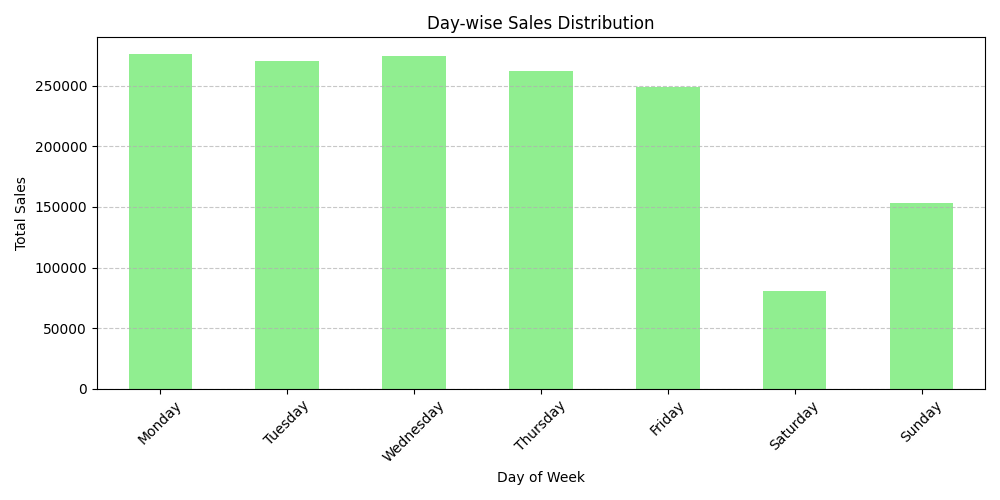 Day-wise Sales Distribution
Total Sales
250000
200000
150000
100000
50000
0
Monday
Tuesday
Wednesday
Thursday
Friday
Saturday
Sunday
Day of Week